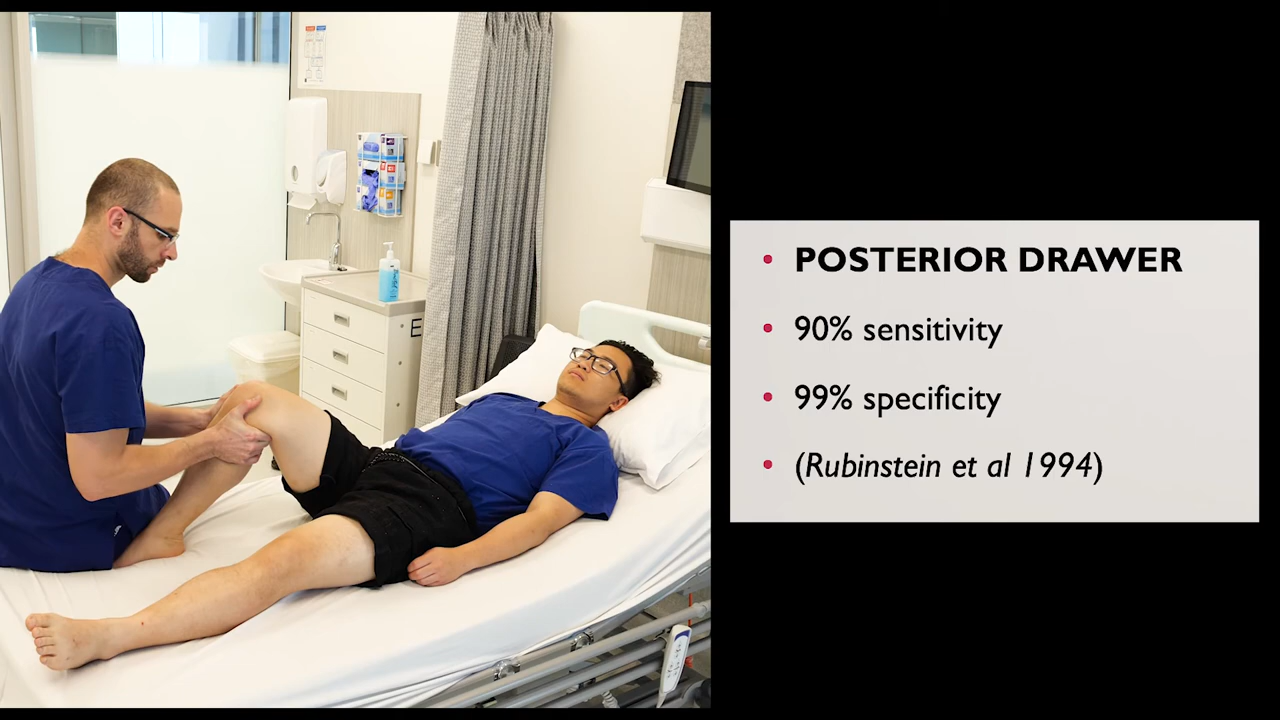 POSTERIOR DRAWER
90% sensitivity
99% specificity
(Rubinstein et al 1994)
E